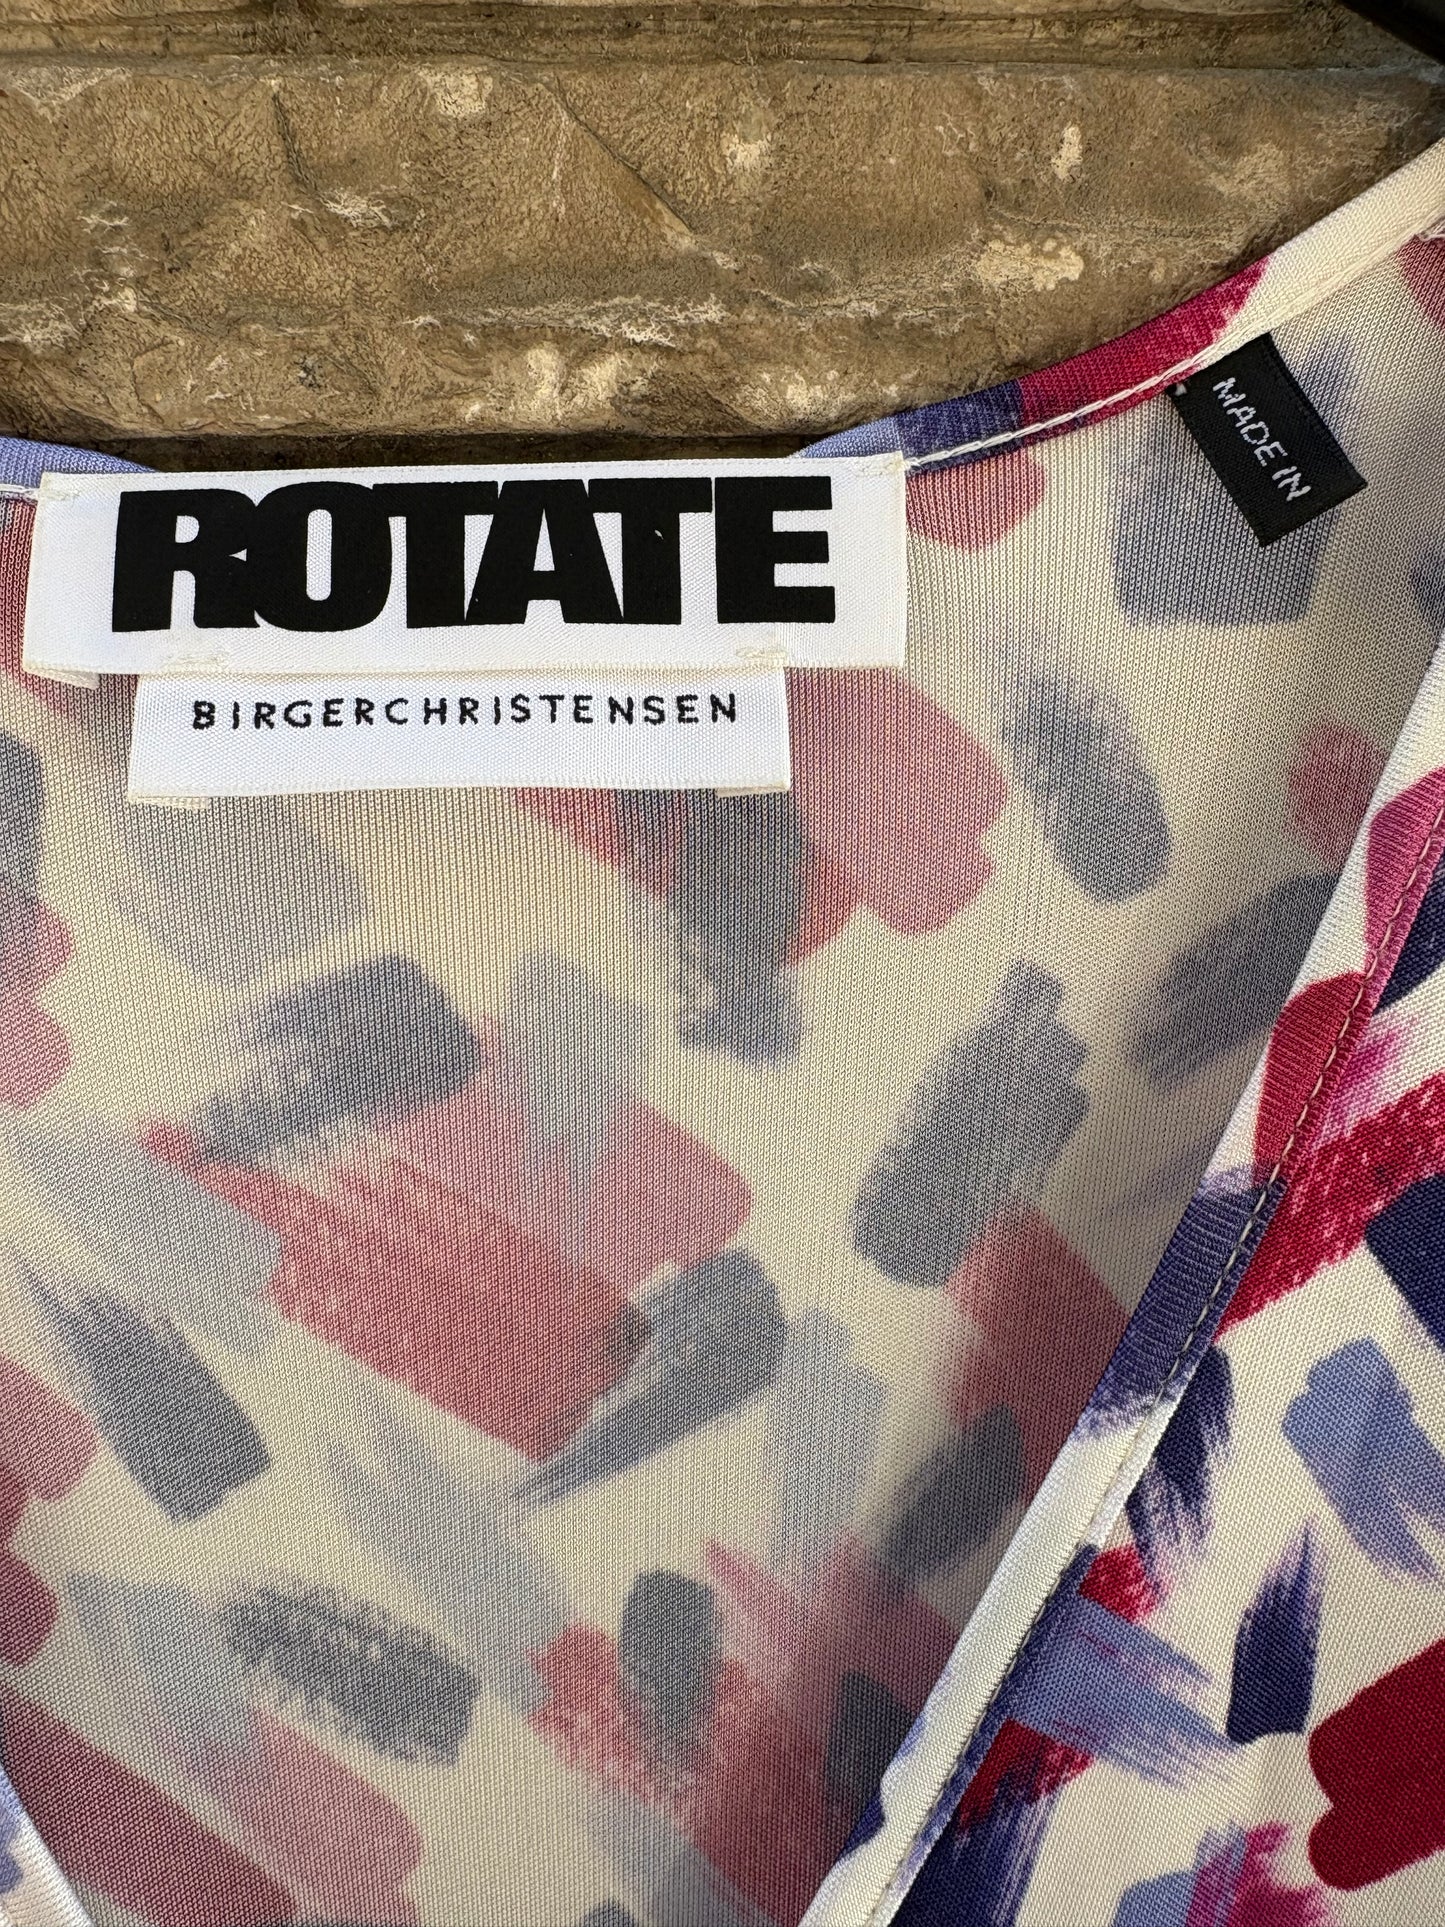 ROTATE
BIRGERCHRISTENSEN
MADE IN